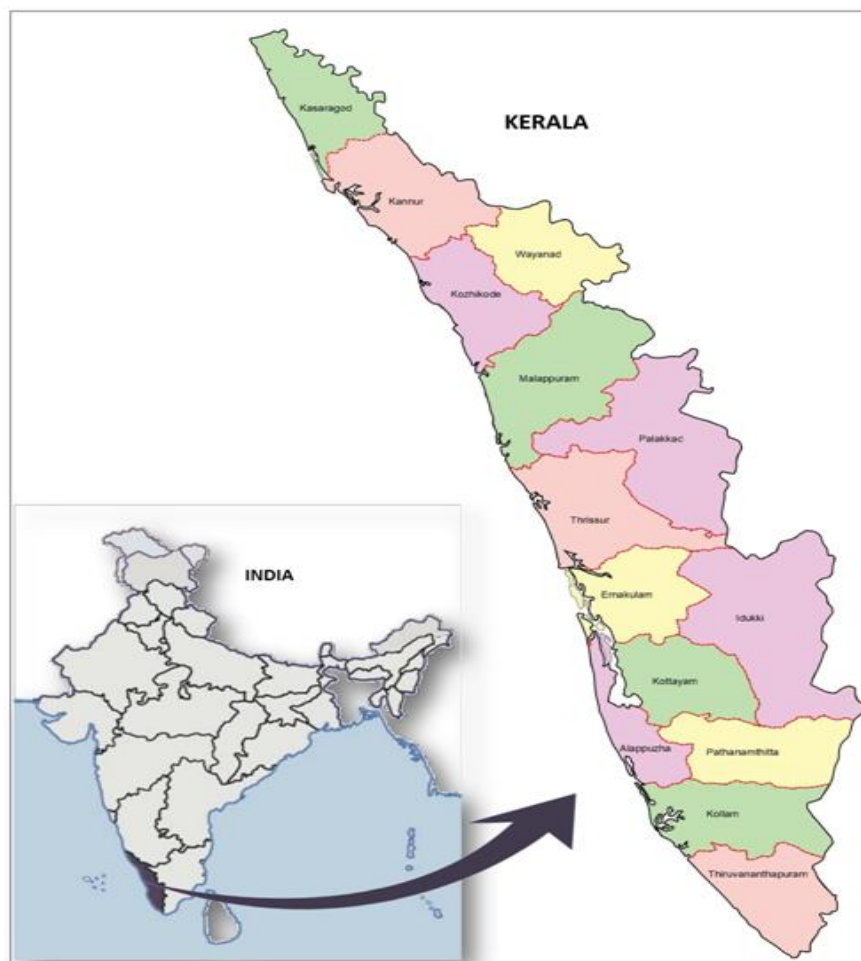 KERALA
Kasaragod
Kannur
Wayanad
Kozhikode
Malappuram
Palakkac
Thrissur
Ernakulam
Idukki
Kottayam
Alappuzha
Pathanamthitta
Kollam
Thiruvananthapuram
INDIA